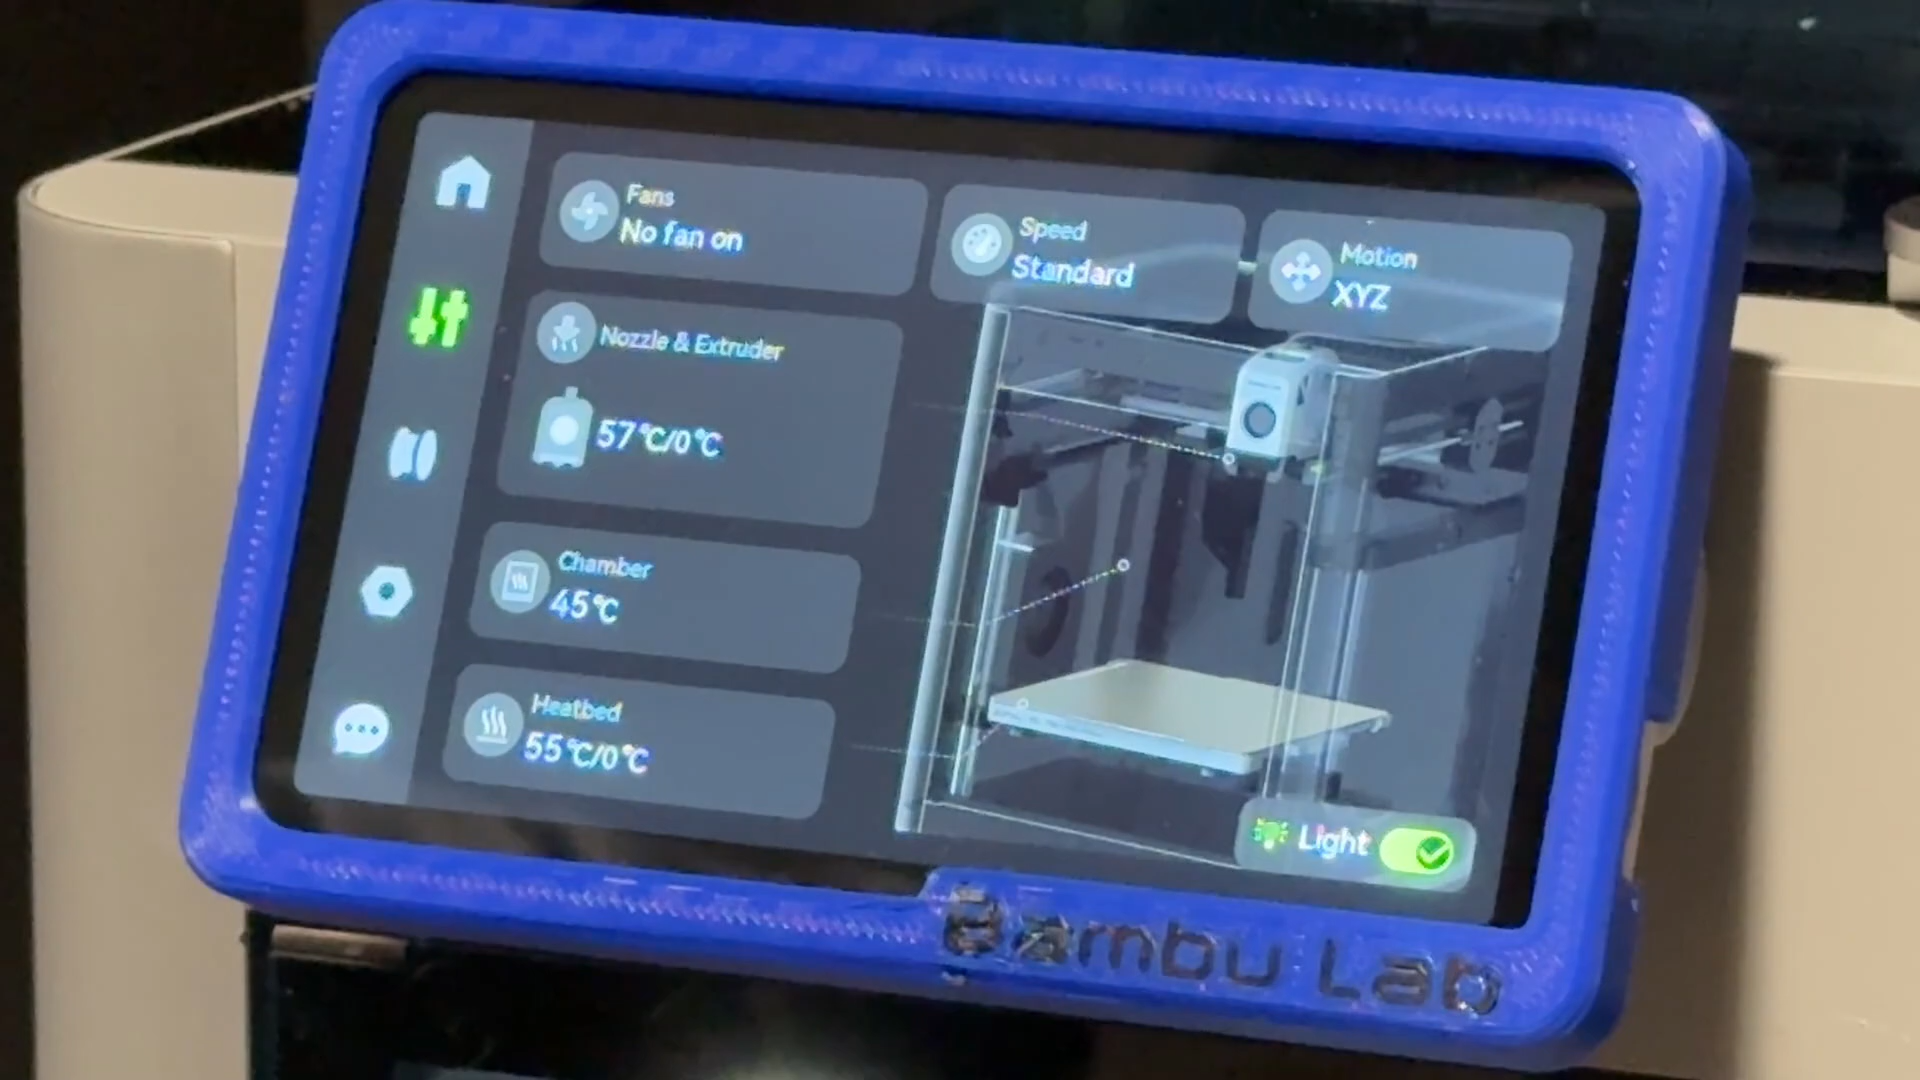 Fans
No fan on
Speed
Standard
Motion
XYZ
Nozzle & Extruder
57℃/0℃
Chamber
45℃
Heatbed
55℃/0℃
Light
Bambu Lab